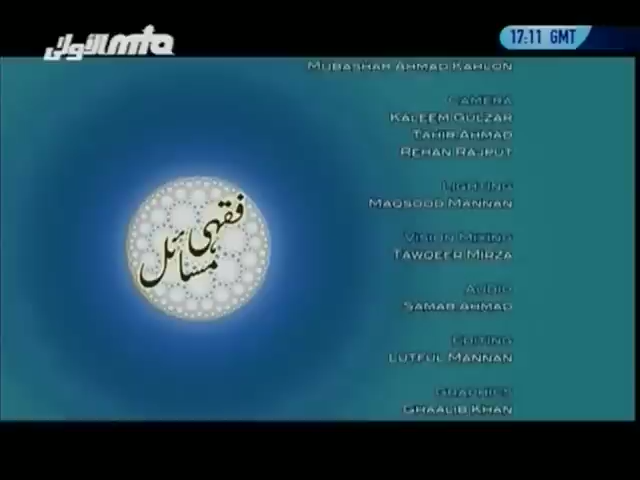 mta الأولى
17:11 GMT
MUBASHAR AHMAD KAHLON
CAMERA
KALEEM GULZAR
TAHIR AHMAD
REHAN RAJPUT
LIGHTING
MAQSOOD MANNAN
VISION MIXING
TAWQEER MIRZA
AUDIO
SAMAR AHMAD
EDITING
LUTFUL MANNAN
GRAPHICS
GHAALIB KHAN
فقہی
مسائل